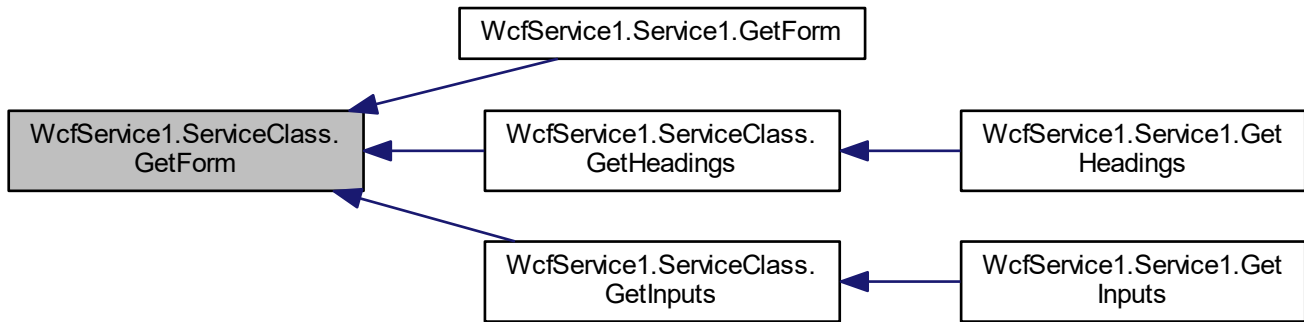 WcfService1.Service1.GetForm
WcfService1.ServiceClass.
GetForm
WcfService1.ServiceClass.
GetHeadings
WcfService1.Service1.Get
Headings
WcfService1.ServiceClass.
GetInputs
WcfService1.Service1.Get
Inputs